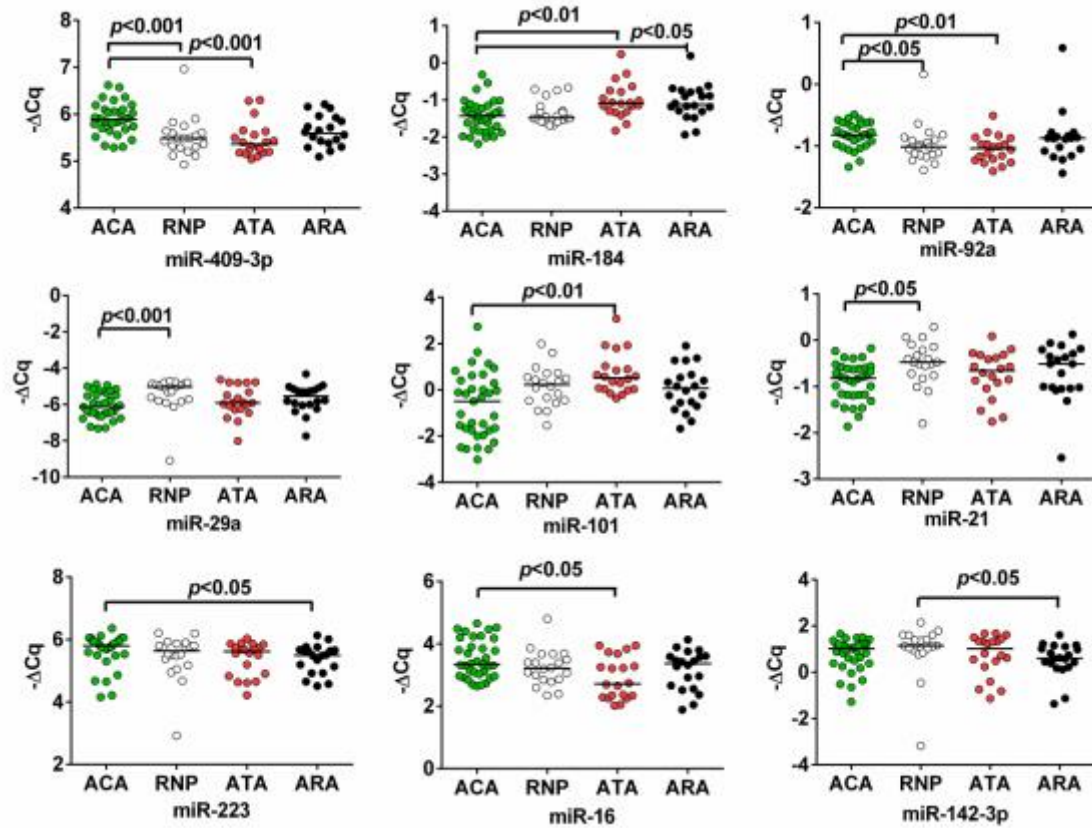 p<0.001
p<0.001
-ΔCq
8
7
6
5
4
ACA RNP ATA ARA
miR-409-3p
p<0.01
p<0.05
-ΔCq
1
0
-1
-2
-3
-4
ACA RNP ATA ARA
miR-184
p<0.01
p<0.05
-ΔCq
1
0
-1
-2
ACA RNP ATA ARA
miR-92a
p<0.001
-ΔCq
-0
-2
-4
-6
-8
-10
ACA RNP ATA ARA
miR-29a
p<0.01
-ΔCq
4
2
0
-2
-4
ACA RNP ATA ARA
miR-101
p<0.05
-ΔCq
1
0
-1
-2
-3
ACA RNP ATA ARA
miR-21
p<0.05
-ΔCq
8
6
4
2
ACA RNP ATA ARA
miR-223
p<0.05
-ΔCq
6
4
2
0
ACA RNP ATA ARA
miR-16
p<0.05
-ΔCq
4
2
0
-2
-4
ACA RNP ATA ARA
miR-142-3p